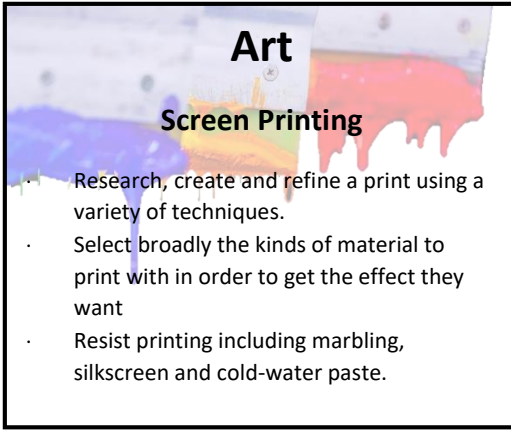 Art
Screen Printing
· Research, create and refine a print using a
variety of techniques.
· Select broadly the kinds of material to
print with in order to get the effect they
want
· Resist printing including marbling,
silkscreen and cold-water paste.